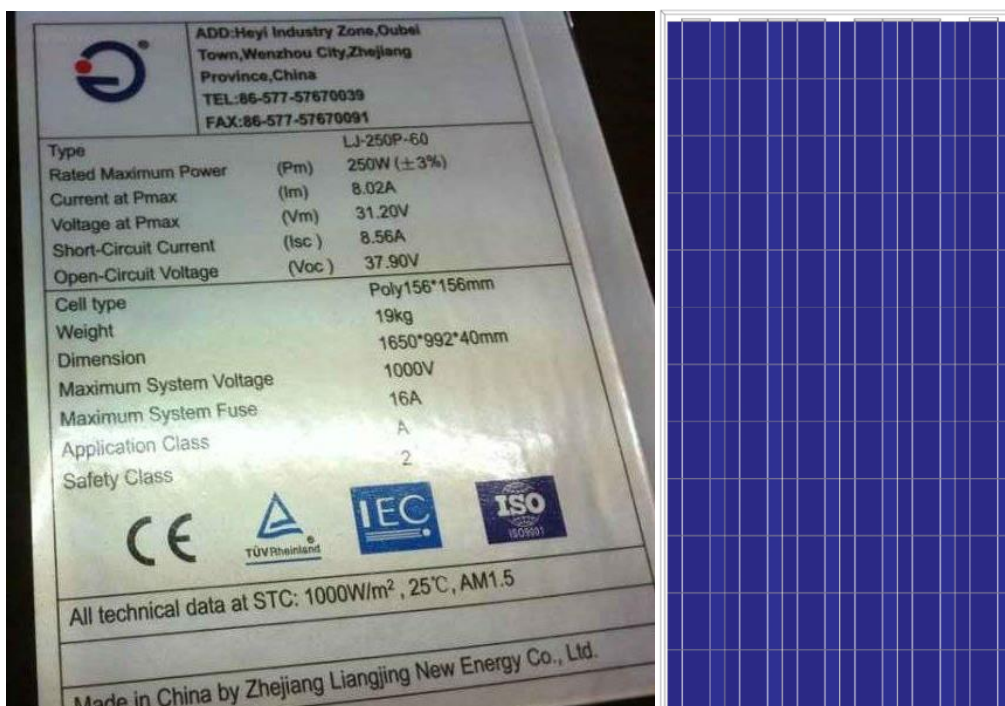 ADD:Heyi Industry Zone,Oubei
Town,Wenzhou City,Zhejiang
Province,China
TEL:86-577-57670039
FAX:86-577-57670091
Type LJ-250P-60
Rated Maximum Power (Pm) 250W (±3%)
Current at Pmax (Im) 8.02A
Voltage at Pmax (Vm) 31.20V
Short-Circuit Current (Isc) 8.56A
Open-Circuit Voltage (Voc) 37.90V
Cell type Poly156*156mm
Weight 19kg
Dimension 1650*992*40mm
Maximum System Voltage 1000V
Maximum System Fuse 16A
Application Class A
Safety Class 2
CE
TÜVRheinland
IEC
ISO
ISO9001
All technical data at STC: 1000W/m², 25℃, AM1.5
Made in China by Zhejiang Liangjing New Energy Co., Ltd.